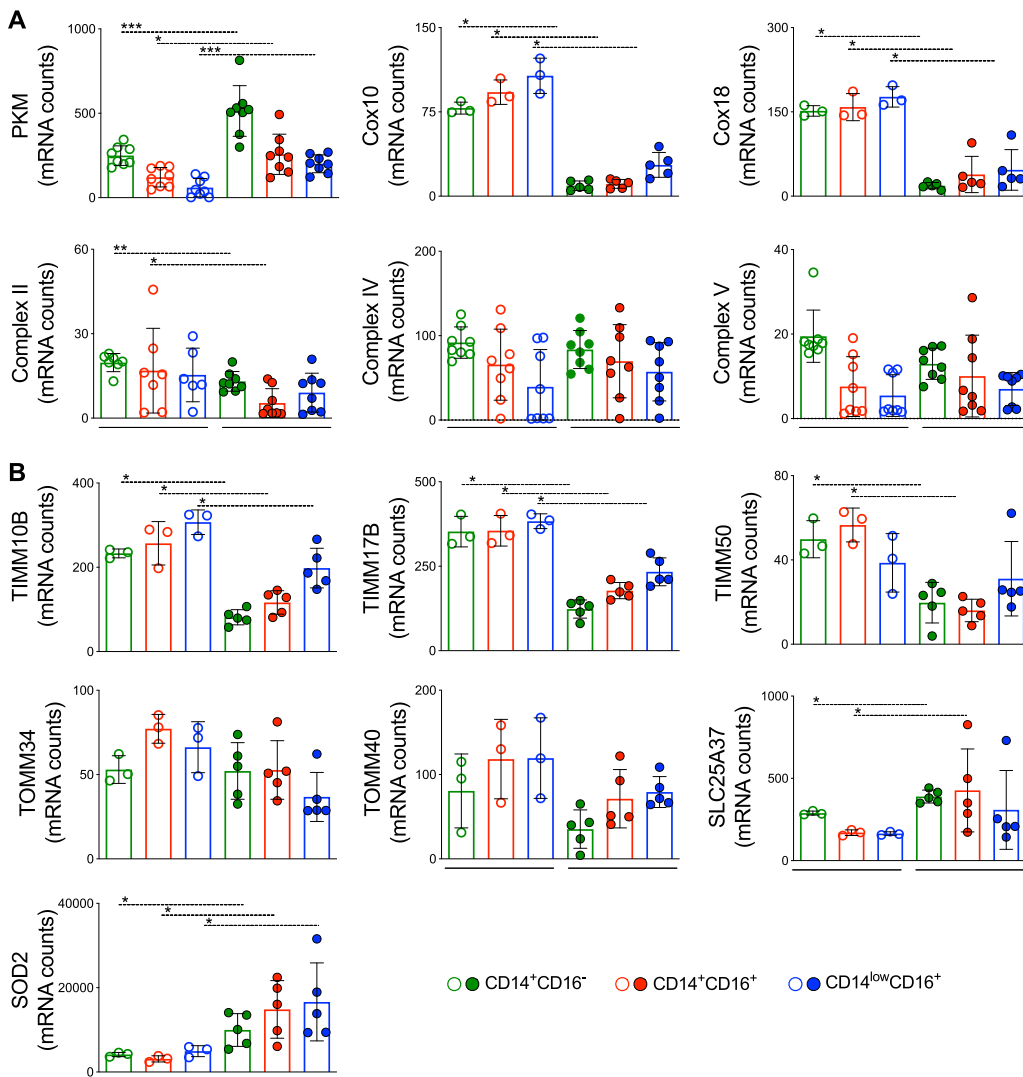 A
PKM
(mRNA counts)
1000
500
0
***
*
***
Cox10
(mRNA counts)
150
75
0
*
*
*
Cox18
(mRNA counts)
300
150
0
*
*
*
Complex II
(mRNA counts)
60
30
0
**
*
Complex IV
(mRNA counts)
200
100
0
Complex V
(mRNA counts)
40
20
0
B
TIMM10B
(mRNA counts)
400
200
0
*
*
*
TIMM17B
(mRNA counts)
500
250
0
*
*
*
TIMM50
(mRNA counts)
80
40
0
*
*
TOMM34
(mRNA counts)
100
50
0
TOMM40
(mRNA counts)
200
100
0
SLC25A37
(mRNA counts)
1000
500
0
*
*
SOD2
(mRNA counts)
40000
20000
0
*
*
*
CD14⁺CD16⁻
CD14⁺CD16⁺
CD14ˡᵒʷCD16⁺